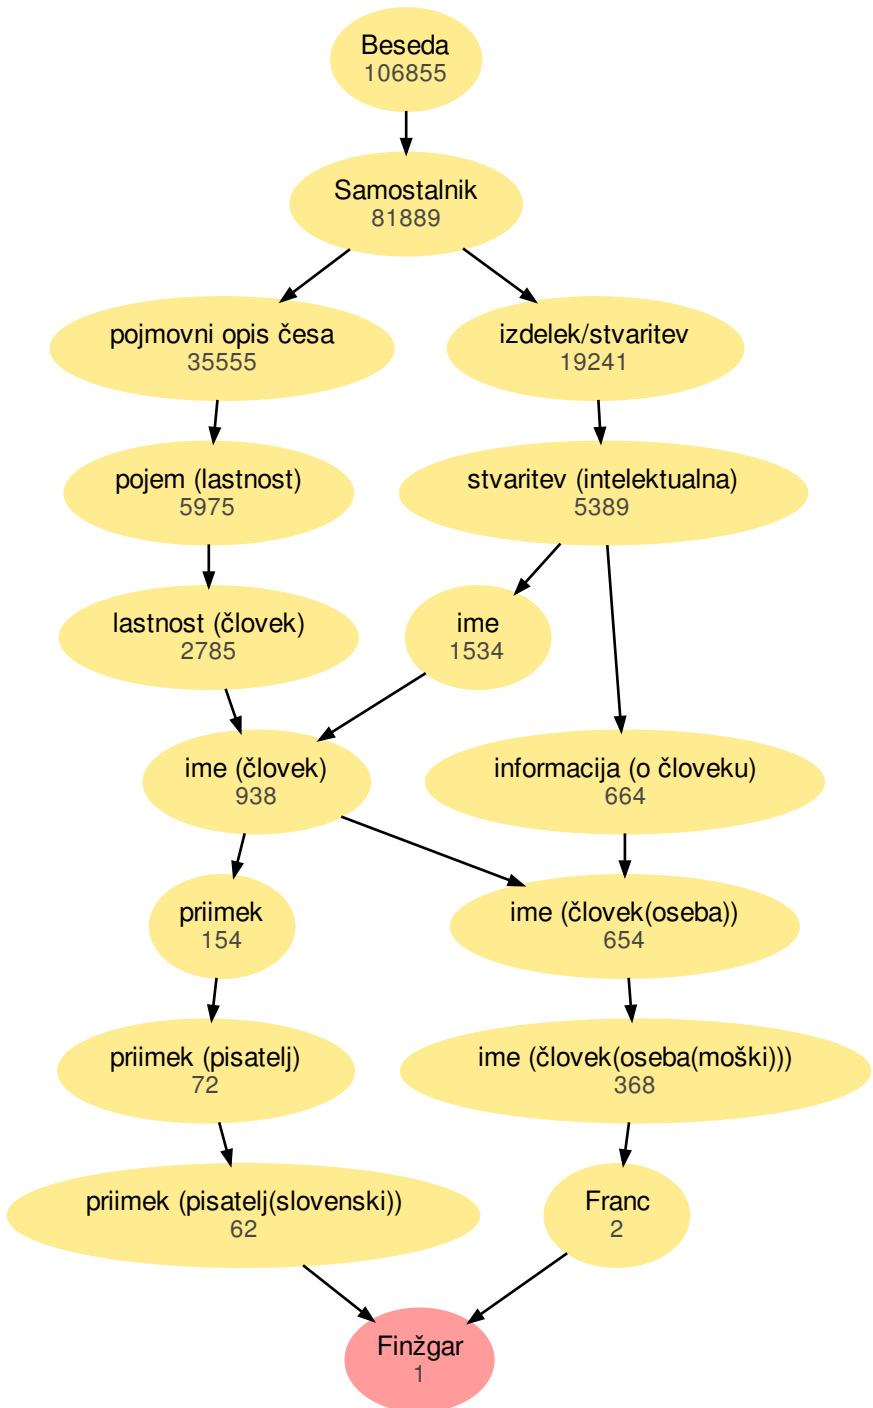 Beseda
106855
Samostalnik
81889
pojmovni opis česa
35555
izdelek/stvaritev
19241
pojem (lastnost)
5975
stvaritev (intelektualna)
5389
lastnost (človek)
2785
ime
1534
ime (človek)
938
informacija (o človeku)
664
priimek
154
ime (človek(oseba))
654
priimek (pisatelj)
72
ime (človek(oseba(moški)))
368
priimek (pisatelj(slovenski))
62
Franc
2
Finžgar
1